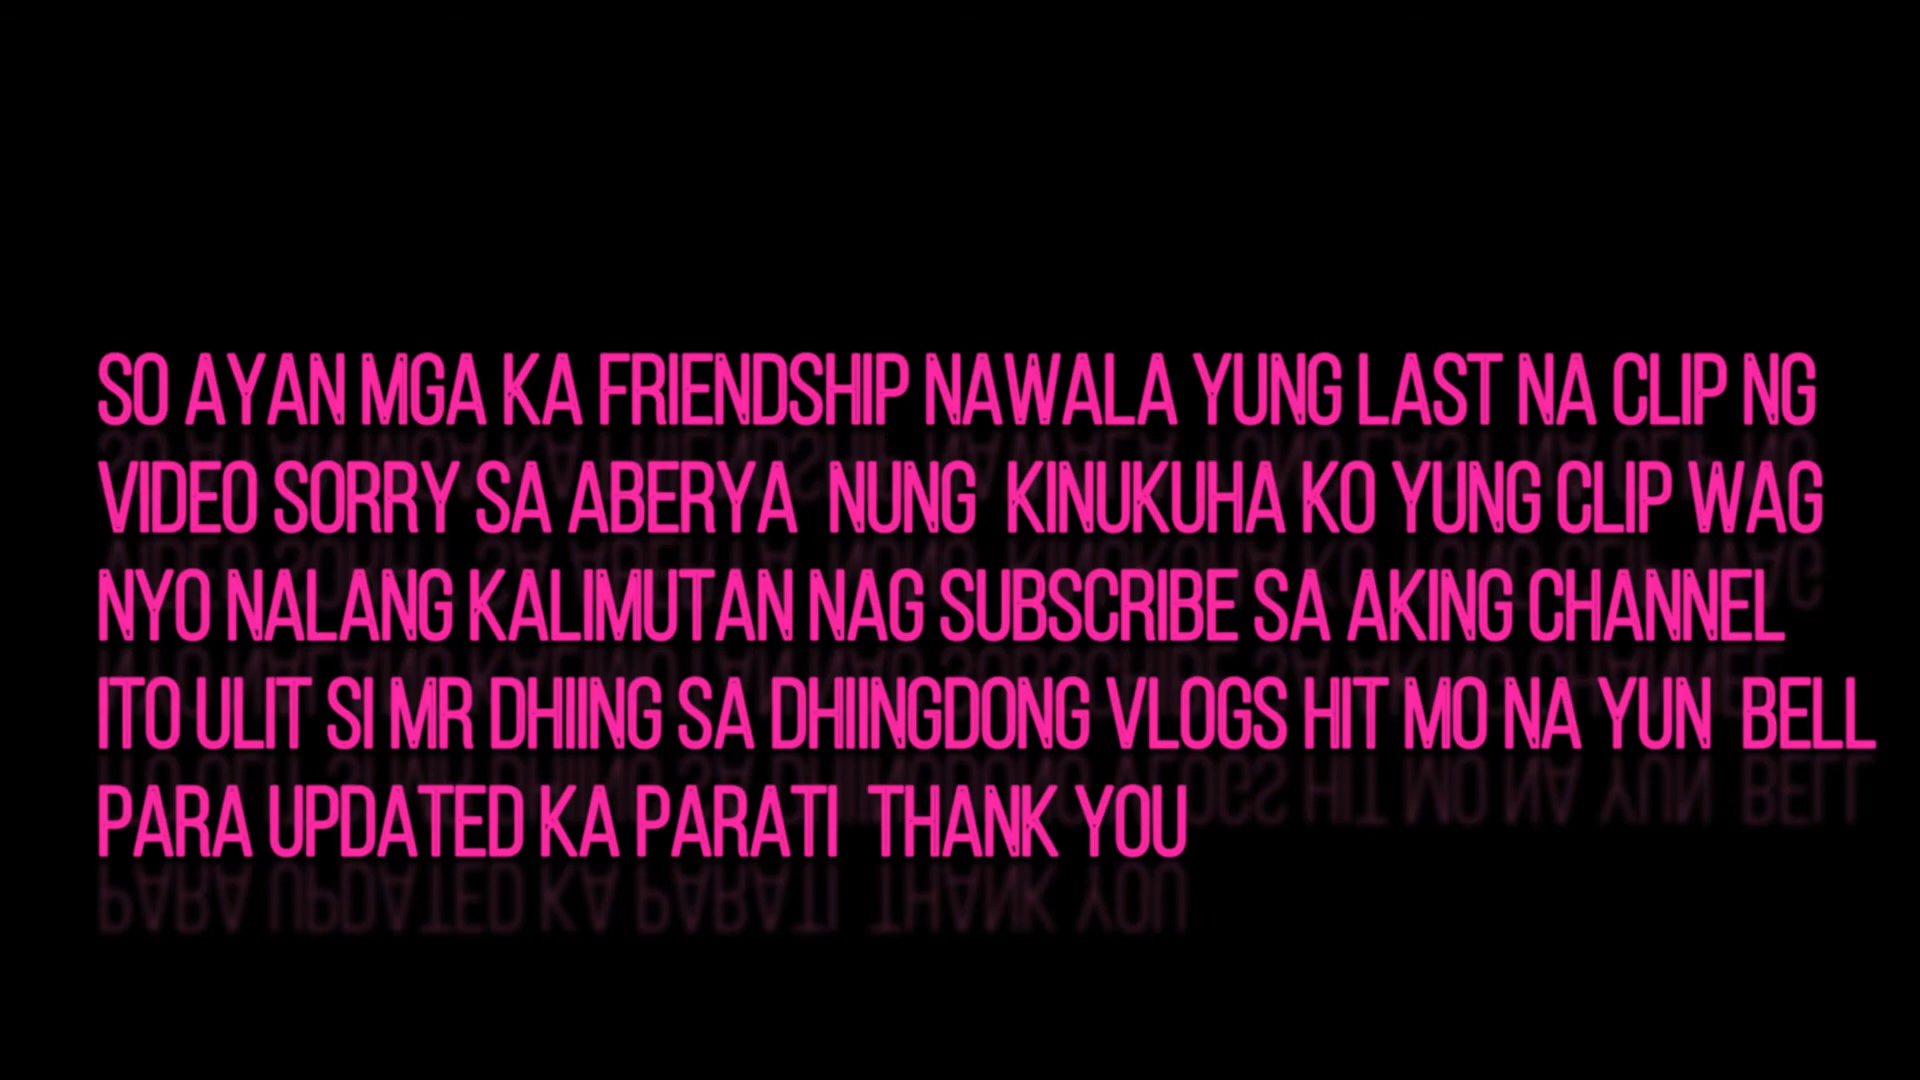 SO AYAN MGA KA FRIENDSHIP NAWALA YUNG LAST NA CLIP NG
VIDEO SORRY SA ABERYA NUNG KINUKUHA KO YUNG CLIP WAG
NYO NALANG KALIMUTAN NAG SUBSCRIBE SA AKING CHANNEL
ITO ULIT SI MR DHIIING SA DHIIINGDONG VLOGS HIT MO NA YUN BELL
PARA UPDATED KA PARATI THANK YOU